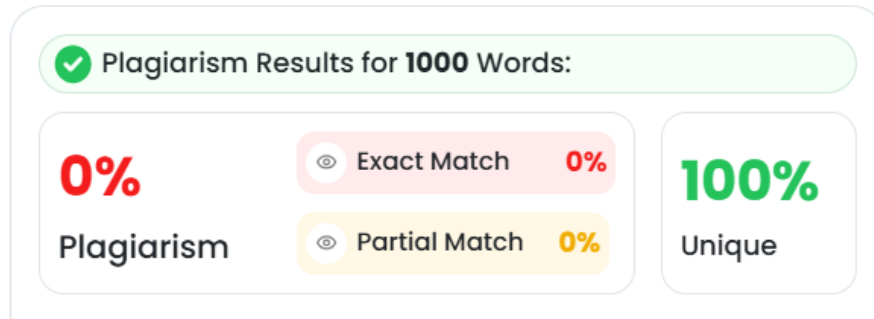 Plagiarism Results for 1000 Words:
0%
Plagiarism
Exact Match 0%
Partial Match 0%
100%
Unique